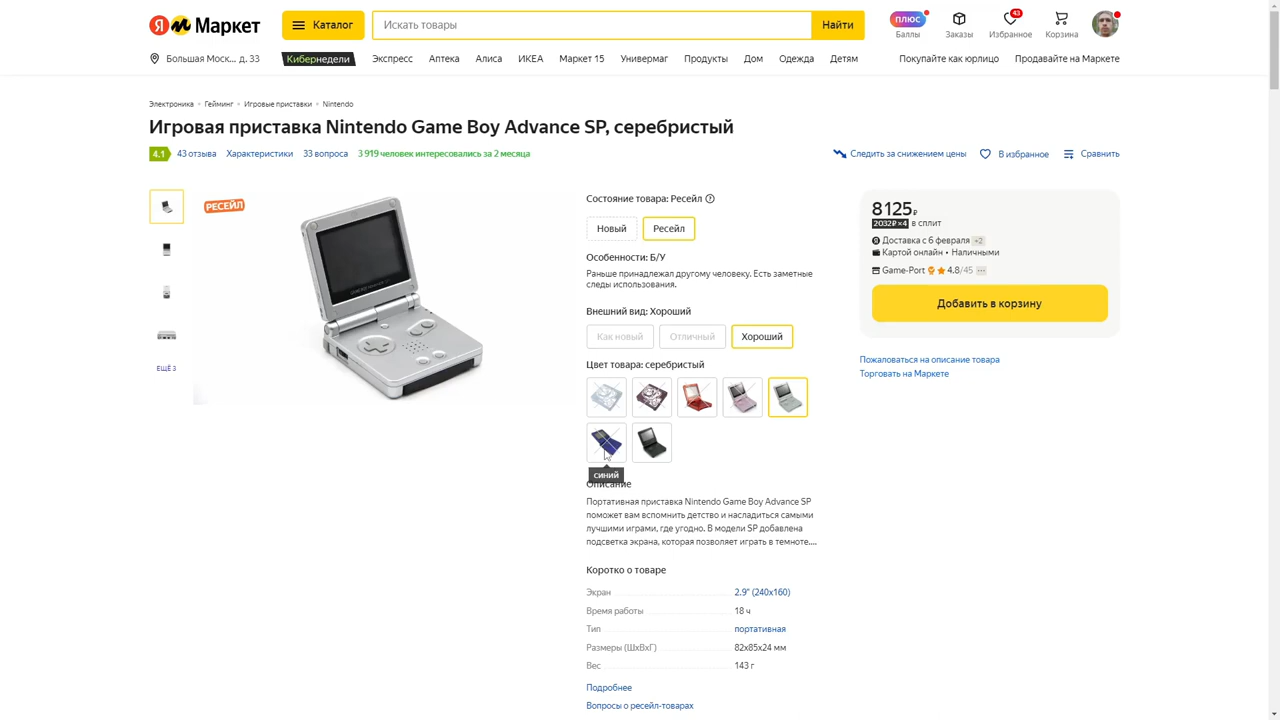 Я Маркет
Каталог
Искать товары
Найти
плюс
Баллы
Заказы
43
Избранное
Корзина
Большая Моск... д. 33
Кибернедели
Экспресс
Аптека
Алиса
ИКЕА
Маркет 15
Универмаг
Продукты
Дом
Одежда
Детям
Покупайте как юрлицо
Продавайте на Маркете
Электроника • Гейминг • Игровые приставки • Nintendo
Игровая приставка Nintendo Game Boy Advance SP, серебристый
4.1
43 отзыва
Характеристики
33 вопроса
3 919 человек интересовались за 2 месяца
Следить за снижением цены
В избранное
Сравнить
РЕСЕЙЛ
ЕЩЁ 3
Состояние товара: Ресейл
Новый
Ресейл
Особенности: Б/У
Раньше принадлежал другому человеку. Есть заметные
следы использования.
Внешний вид: Хороший
Как новый
Отличный
Хороший
Цвет товара: серебристый
синий
Описание
Портативная приставка Nintendo Game Boy Advance SP
поможет вам вспомнить детство и насладиться самыми
лучшими играми, где угодно. В модели SP добавлена
подсветка экрана, которая позволяет играть в темноте....
Коротко о товаре
Экран 2.9" (240x160)
Время работы 18 ч
Тип портативная
Размеры (ШxВxГ) 82x85x24 мм
Вес 143 г
Подробнее
Вопросы о ресейл-товарах
8125₽
2032₽×4 в сплит
Доставка с 6 февраля +2
Картой онлайн • Наличными
Game-Port 4.8/45 ···
Добавить в корзину
Пожаловаться на описание товара
Торговать на Маркете